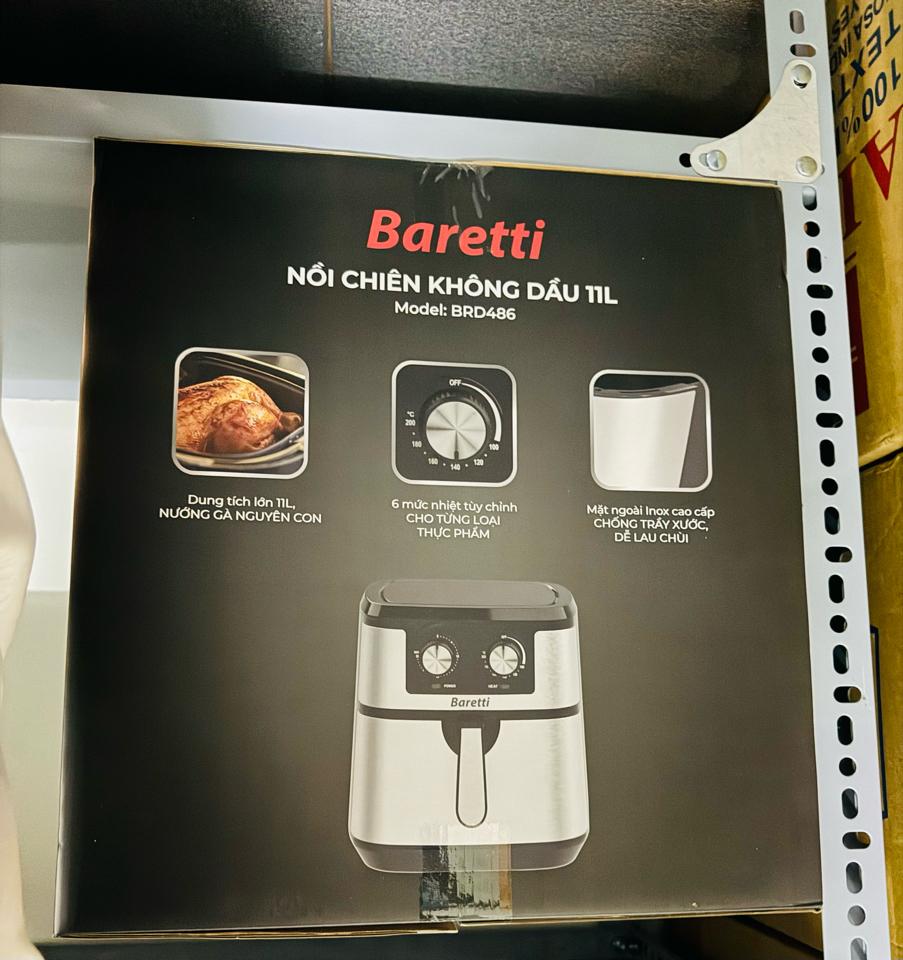 Baretti
NỒI CHIÊN KHÔNG DẦU 11L
Model: BRD486
OFF
°C
200
180
160
140
120
100
Dung tích lớn 11L,
NƯỚNG GÀ NGUYÊN CON
6 mức nhiệt tùy chỉnh
CHO TỪNG LOẠI
THỰC PHẨM
Mặt ngoài Inox cao cấp
CHỐNG TRẦY XƯỚC,
DỄ LAU CHÙI
POWER
HEAT
Baretti
100%